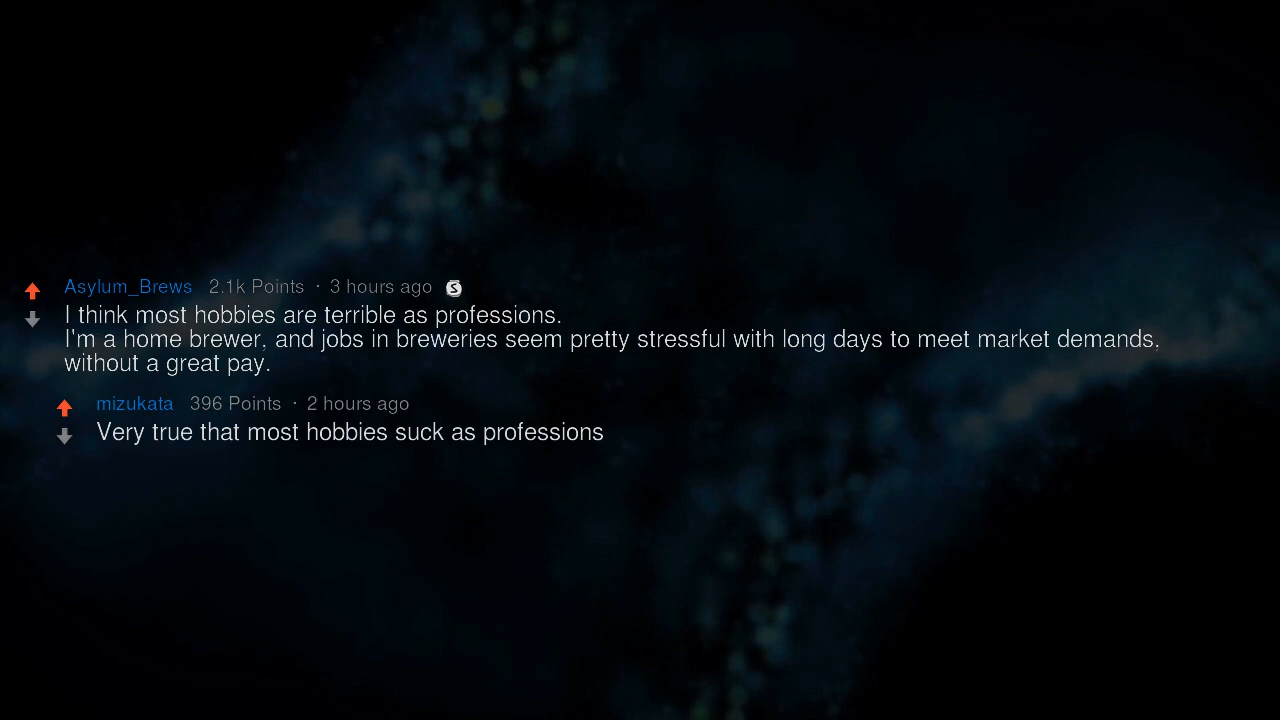 Asylum_Brews 2.1k Points · 3 hours ago S
I think most hobbies are terrible as professions.
I'm a home brewer, and jobs in breweries seem pretty stressful with long days to meet market demands,
without a great pay.
mizukata 396 Points · 2 hours ago
Very true that most hobbies suck as professions